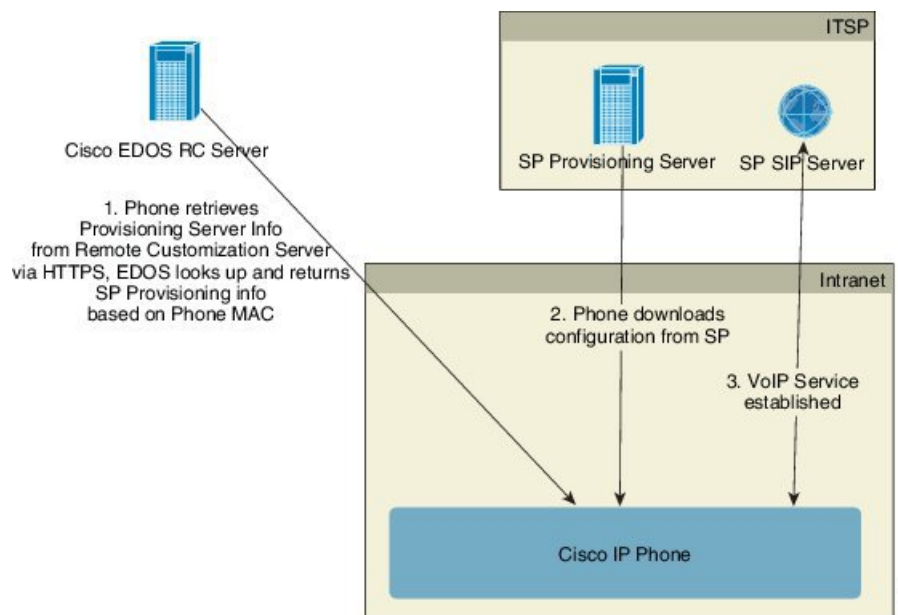 ITSP
Cisco EDOS RC Server
SP Provisioning Server
SP SIP Server
1. Phone retrieves
Provisioning Server Info
from Remote Customization Server
via HTTPS, EDOS looks up and returns
SP Provisioning info
based on Phone MAC
Intranet
2. Phone downloads
configuration from SP
3. VoIP Service
established
Cisco IP Phone